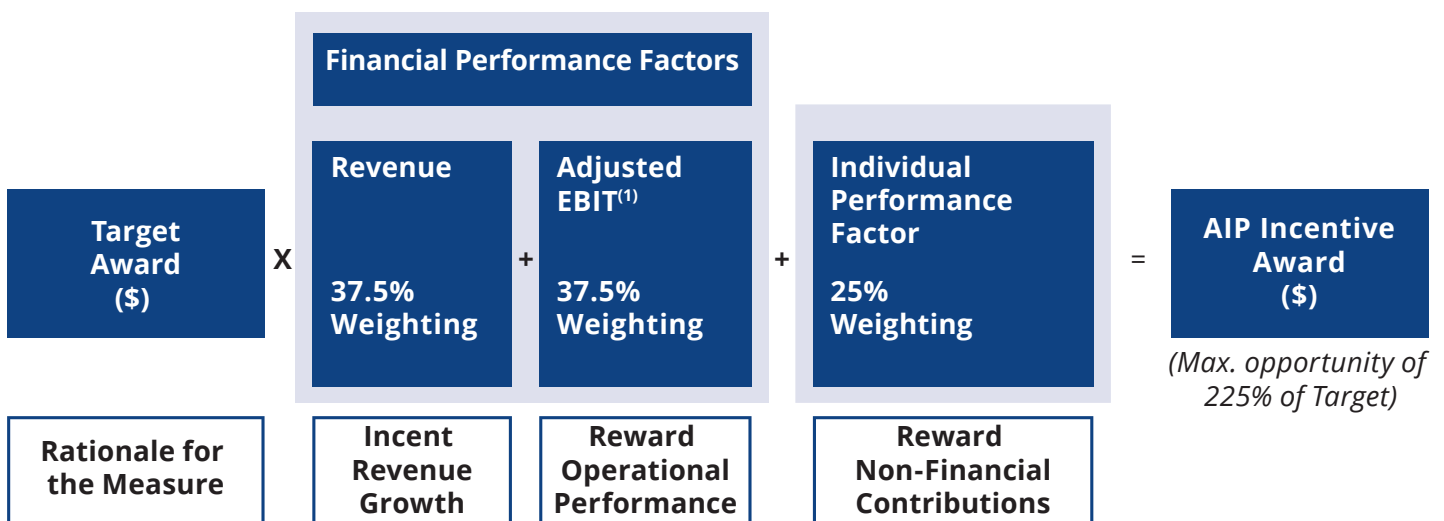 Financial Performance Factors
Target
Award
($)
X
Revenue
37.5%
Weighting
+
Adjusted
EBIT(1)
37.5%
Weighting
+
Individual
Performance
Factor
25%
Weighting
=
AIP Incentive
Award
($)
(Max. opportunity of
225% of Target)
Rationale for
the Measure
Incent
Revenue
Growth
Reward
Operational
Performance
Reward
Non-Financial
Contributions